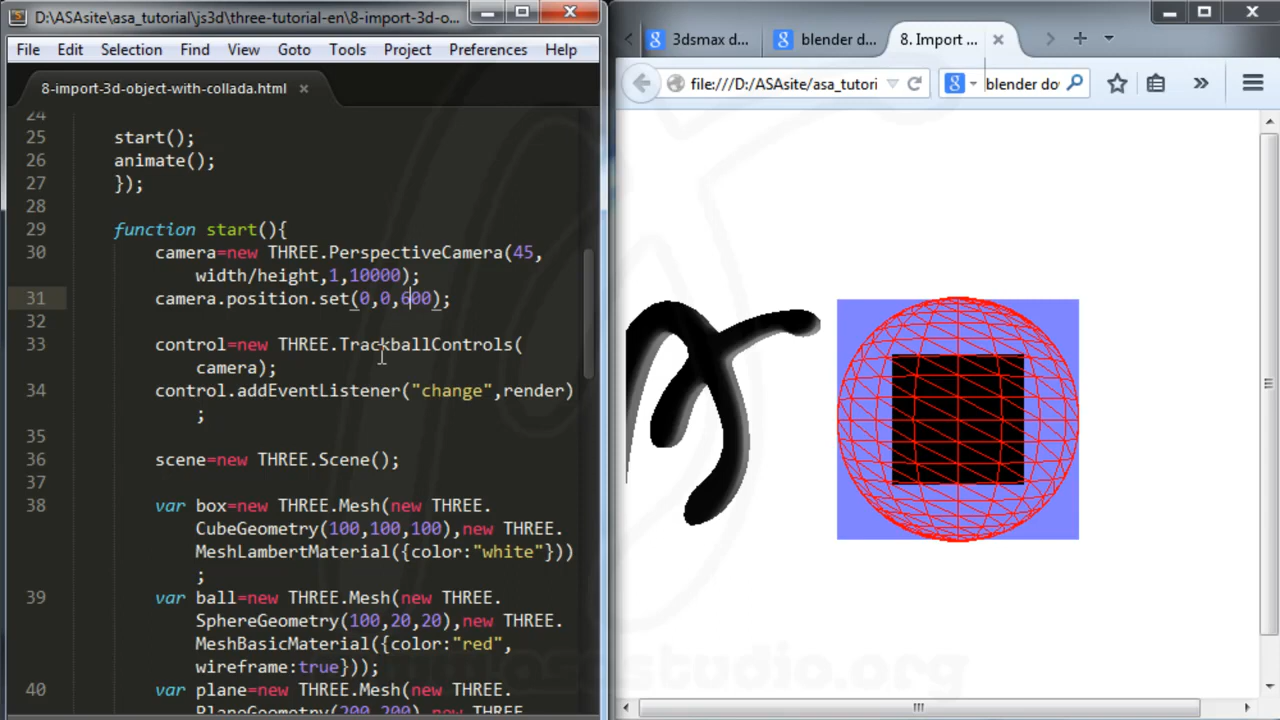 D:\ASAsite\asa_tutorial\js3d\three-tutorial-en\8-import-3d-o...
File Edit Selection Find View Goto Tools Project Preferences Help
8-import-3d-object-with-collada.html
24
25 start();
26 animate();
27 });
28
29 function start(){
30 camera=new THREE.PerspectiveCamera(45,
width/height,1,10000);
31 camera.position.set(0,0,600);
32
33 control=new THREE.TrackballControls(
camera);
34 control.addEventListener("change",render)
;
35
36 scene=new THREE.Scene();
37
38 var box=new THREE.Mesh(new THREE.
CubeGeometry(100,100,100),new THREE.
MeshLambertMaterial({color:"white"}))
;
39 var ball=new THREE.Mesh(new THREE.
SphereGeometry(100,20,20),new THREE.
MeshBasicMaterial({color:"red",
wireframe:true}));
40 var plane=new THREE.Mesh(new THREE.
PlaneGeometry(200,200),new THREE.
3dsmax d... blender d... 8. Import ...
file:///D:/ASAsite/asa_tutori blender do